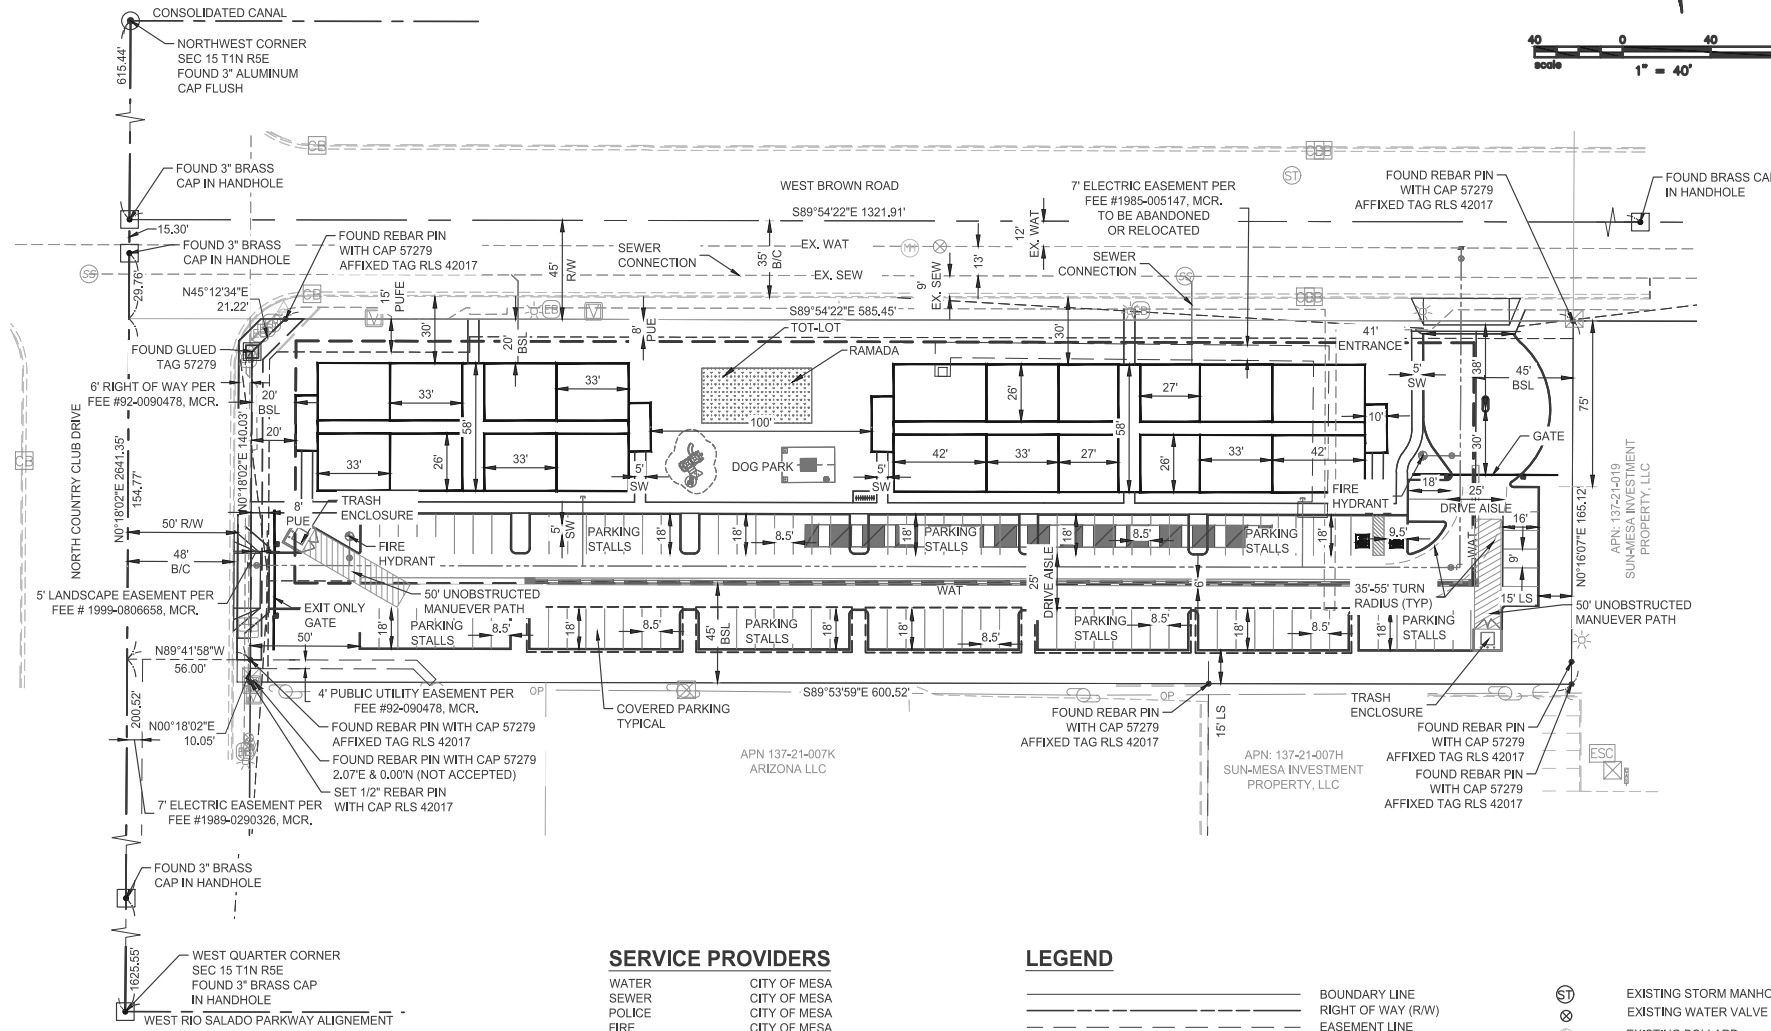 CONSOLIDATED CANAL
615.44'
NORTHWEST CORNER
SEC 15 T1N R5E
FOUND 3" ALUMINUM
CAP FLUSH
40 0 40
scale
1" = 40'
CB
CBB
ST
FOUND 3" BRASS
CAP IN HANDHOLE
WEST BROWN ROAD
S89°54'22"E 1321.91'
7' ELECTRIC EASEMENT PER
FEE #1985-005147, MCR.
TO BE ABANDONED
OR RELOCATED
FOUND REBAR PIN
WITH CAP 57279
AFFIXED TAG RLS 42017
FOUND BRASS CAP
IN HANDHOLE
15.30'
FOUND 3" BRASS
CAP IN HANDHOLE
FOUND REBAR PIN
WITH CAP 57279
AFFIXED TAG RLS 42017
SEWER
CONNECTION
EX. WAT
EX. SEW
MH
12'
EX. WAT
13'
9'
EX. SEW
SEWER
CONNECTION
SS
SS
29.76'
N45°12'34"E
21.22'
CB
15'
PUFE
45'
R/W
35'
B/C
EB
V
V
EB
CBB
S89°54'22"E 585.45'
TOT-LOT
RAMADA
30'
20'
BSL
8'
PUE
30'
41'
ENTRANCE
FOUND GLUED
TAG 57279
6' RIGHT OF WAY PER
FEE #92-0090478, MCR.
20'
BSL
20'
33'
33'
58'
26'
33'
33'
100'
26'
27'
58'
10'
5'
SW
38'
45'
BSL
75'
30'
GATE
CB
NORTH COUNTRY CLUB DRIVE
N0°18'02"E 2641.35'
154.77'
N0°18'02"E 140.03'
DOG PARK
5'
SW
5'
SW
42'
33'
27'
26'
33'
42'
FIRE
HYDRANT
18'
25'
DRIVE AISLE
16'
APN: 137-21-019
SUN-MESA INVESTMENT
PROPERTY, LLC
N0°16'07"E 165.12'
50' R/W
48'
B/C
8'
PUE
TRASH
ENCLOSURE
FIRE
HYDRANT
5'
SW
PARKING
STALLS
18'
8.5'
18'
PARKING
STALLS
18'
8.5'
18'
PARKING
STALLS
18'
9.5'
WAT
9'
15' LS
5' LANDSCAPE EASEMENT PER
FEE # 1999-0806658, MCR.
EXIT ONLY
GATE
50' UNOBSTRUCTED
MANUEVER PATH
WAT
25'
DRIVE AISLE
6'
35'-55' TURN
RADIUS (TYP)
50' UNOBSTRUCTED
MANUEVER PATH
50'
18'
PARKING
STALLS
8.5'
18'
8.5'
45'
BSL
PARKING
STALLS
18'
18'
8.5'
PARKING
STALLS
8.5'
18'
18'
8.5'
18'
PARKING
STALLS
N89°41'58"W
56.00'
4' PUBLIC UTILITY EASEMENT PER
FEE #92-090478, MCR.
OP
COVERED PARKING
TYPICAL
S89°53'59"E 600.52'
OP
15' LS
TRASH
ENCLOSURE
200.52'
N00°18'02"E
10.05'
FOUND REBAR PIN WITH CAP 57279
AFFIXED TAG RLS 42017
FOUND REBAR PIN WITH CAP 57279
2.07'E & 0.00'N (NOT ACCEPTED)
SET 1/2" REBAR PIN
WITH CAP RLS 42017
FOUND REBAR PIN
WITH CAP 57279
AFFIXED TAG RLS 42017
FOUND REBAR PIN
WITH CAP 57279
AFFIXED TAG RLS 42017
FOUND REBAR PIN
WITH CAP 57279
AFFIXED TAG RLS 42017
APN 137-21-007K
ARIZONA LLC
APN: 137-21-007H
SUN-MESA INVESTMENT
PROPERTY, LLC
ESC
7' ELECTRIC EASEMENT PER
FEE #1989-0290326, MCR.
FOUND 3" BRASS
CAP IN HANDHOLE
1625.55'
WEST QUARTER CORNER
SEC 15 T1N R5E
FOUND 3" BRASS CAP
IN HANDHOLE
WEST RIO SALADO PARKWAY ALIGNEMENT
SERVICE PROVIDERS
WATER CITY OF MESA
SEWER CITY OF MESA
POLICE CITY OF MESA
FIRE CITY OF MESA
LEGEND
BOUNDARY LINE
RIGHT OF WAY (R/W)
EASEMENT LINE
ST EXISTING STORM MANHO
EXISTING WATER VALVE
EXISTING BOLLARD